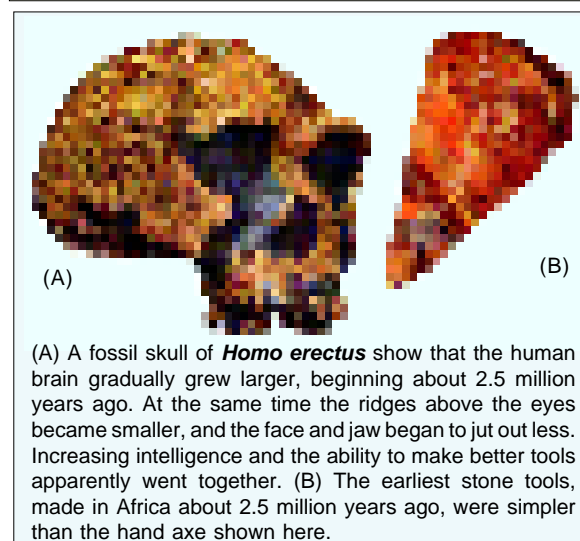 (A)
(B)
(A) A fossil skull of Homo erectus show that the human
brain gradually grew larger, beginning about 2.5 million
years ago. At the same time the ridges above the eyes
became smaller, and the face and jaw began to jut out less.
Increasing intelligence and the ability to make better tools
apparently went together. (B) The earliest stone tools,
made in Africa about 2.5 million years ago, were simpler
than the hand axe shown here.